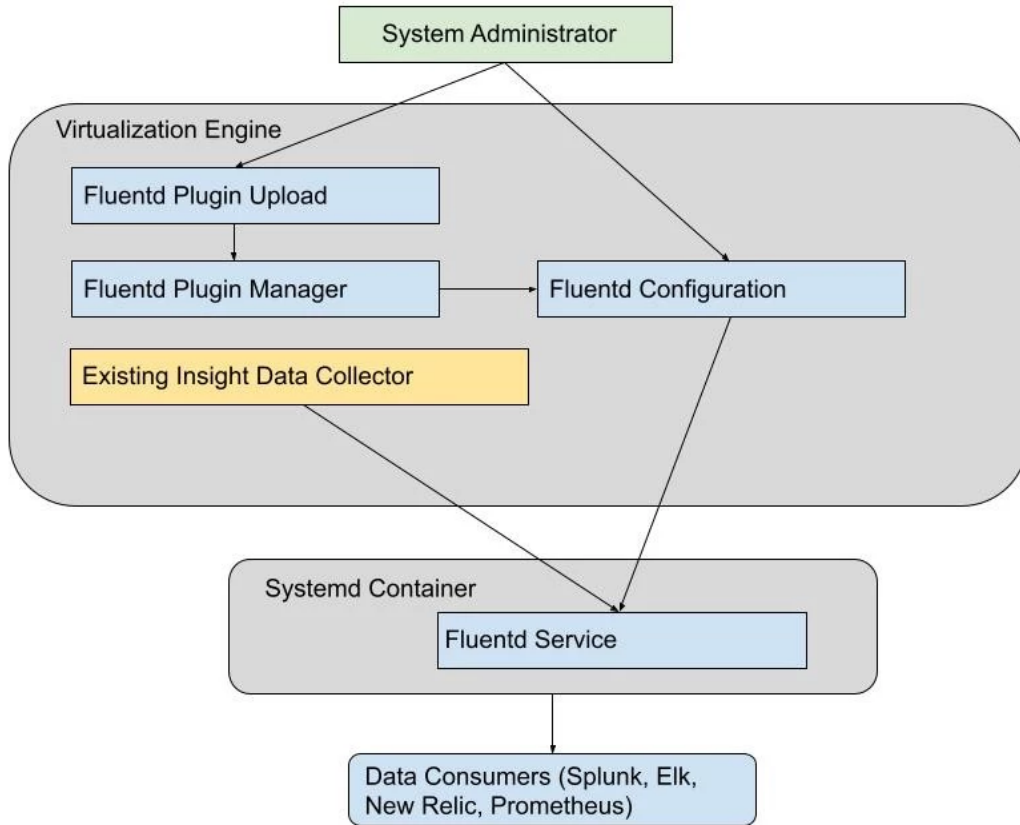 System Administrator
Virtualization Engine
Fluentd Plugin Upload
Fluentd Plugin Manager
Fluentd Configuration
Existing Insight Data Collector
Systemd Container
Fluentd Service
Data Consumers (Splunk, Elk,
New Relic, Prometheus)